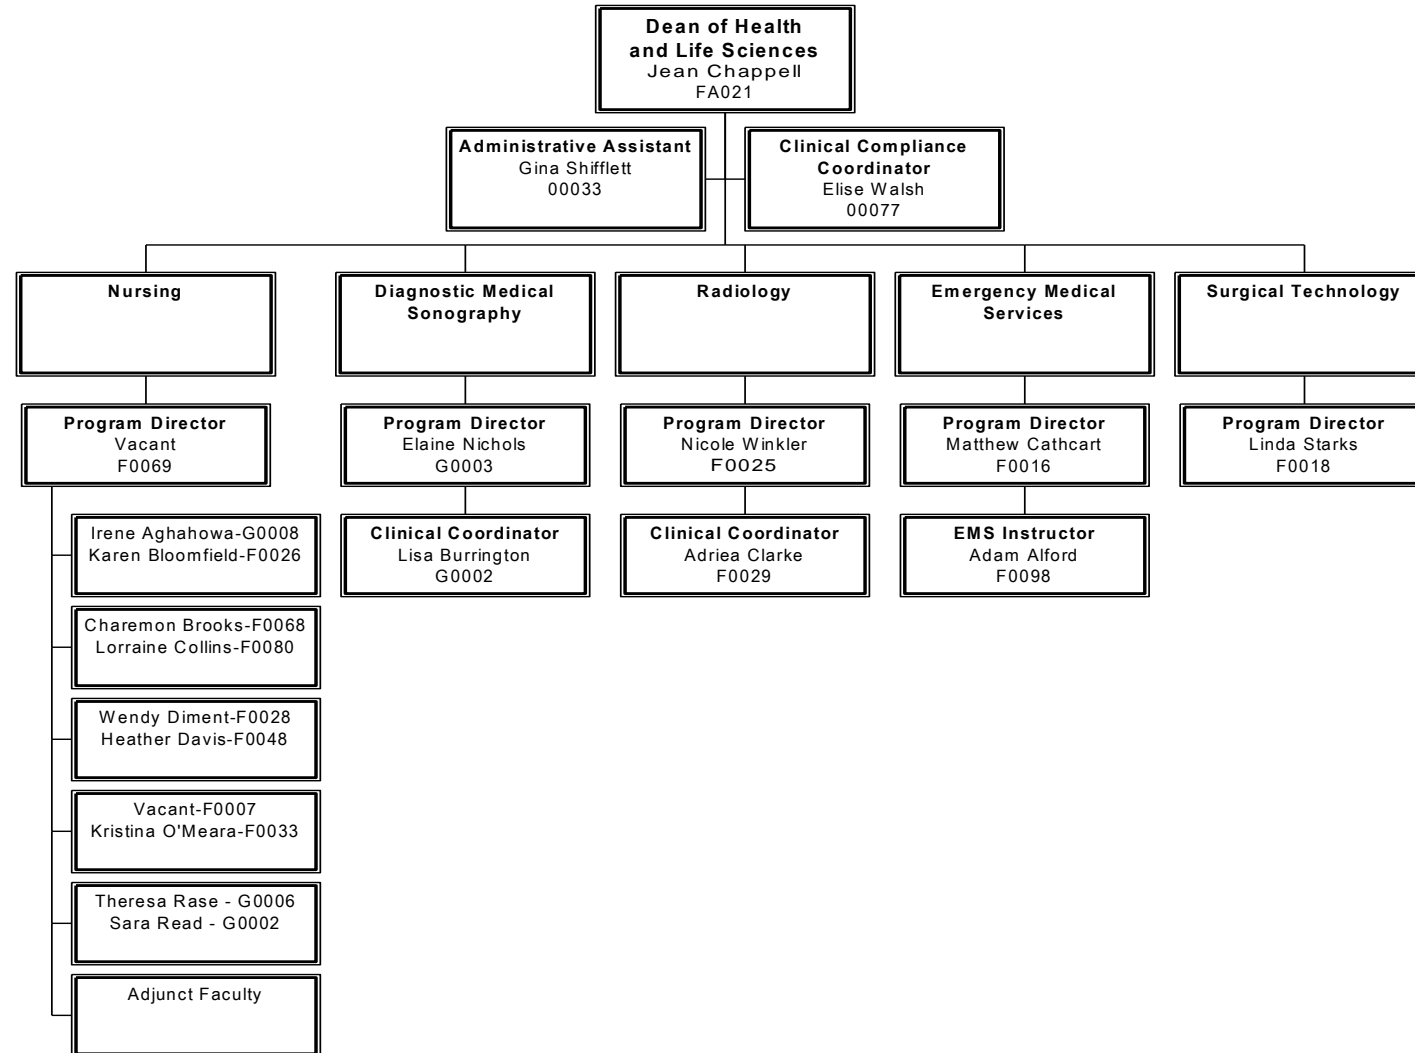 Dean of Health
and Life Sciences
Jean Chappell
FA021
Administrative Assistant
Gina Shifflett
00033
Clinical Compliance
Coordinator
Elise Walsh
00077
Nursing
Diagnostic Medical
Sonography
Radiology
Emergency Medical
Services
Surgical Technology
Program Director
Vacant
F0069
Program Director
Elaine Nichols
G0003
Program Director
Nicole Winkler
F0025
Program Director
Matthew Cathcart
F0016
Program Director
Linda Starks
F0018
Irene Aghahowa-G0008
Karen Bloomfield-F0026
Clinical Coordinator
Lisa Burrington
G0002
Clinical Coordinator
Adriea Clarke
F0029
EMS Instructor
Adam Alford
F0098
Charemon Brooks-F0068
Lorraine Collins-F0080
Wendy Diment-F0028
Heather Davis-F0048
Vacant-F0007
Kristina O'Meara-F0033
Theresa Rase - G0006
Sara Read - G0002
Adjunct Faculty